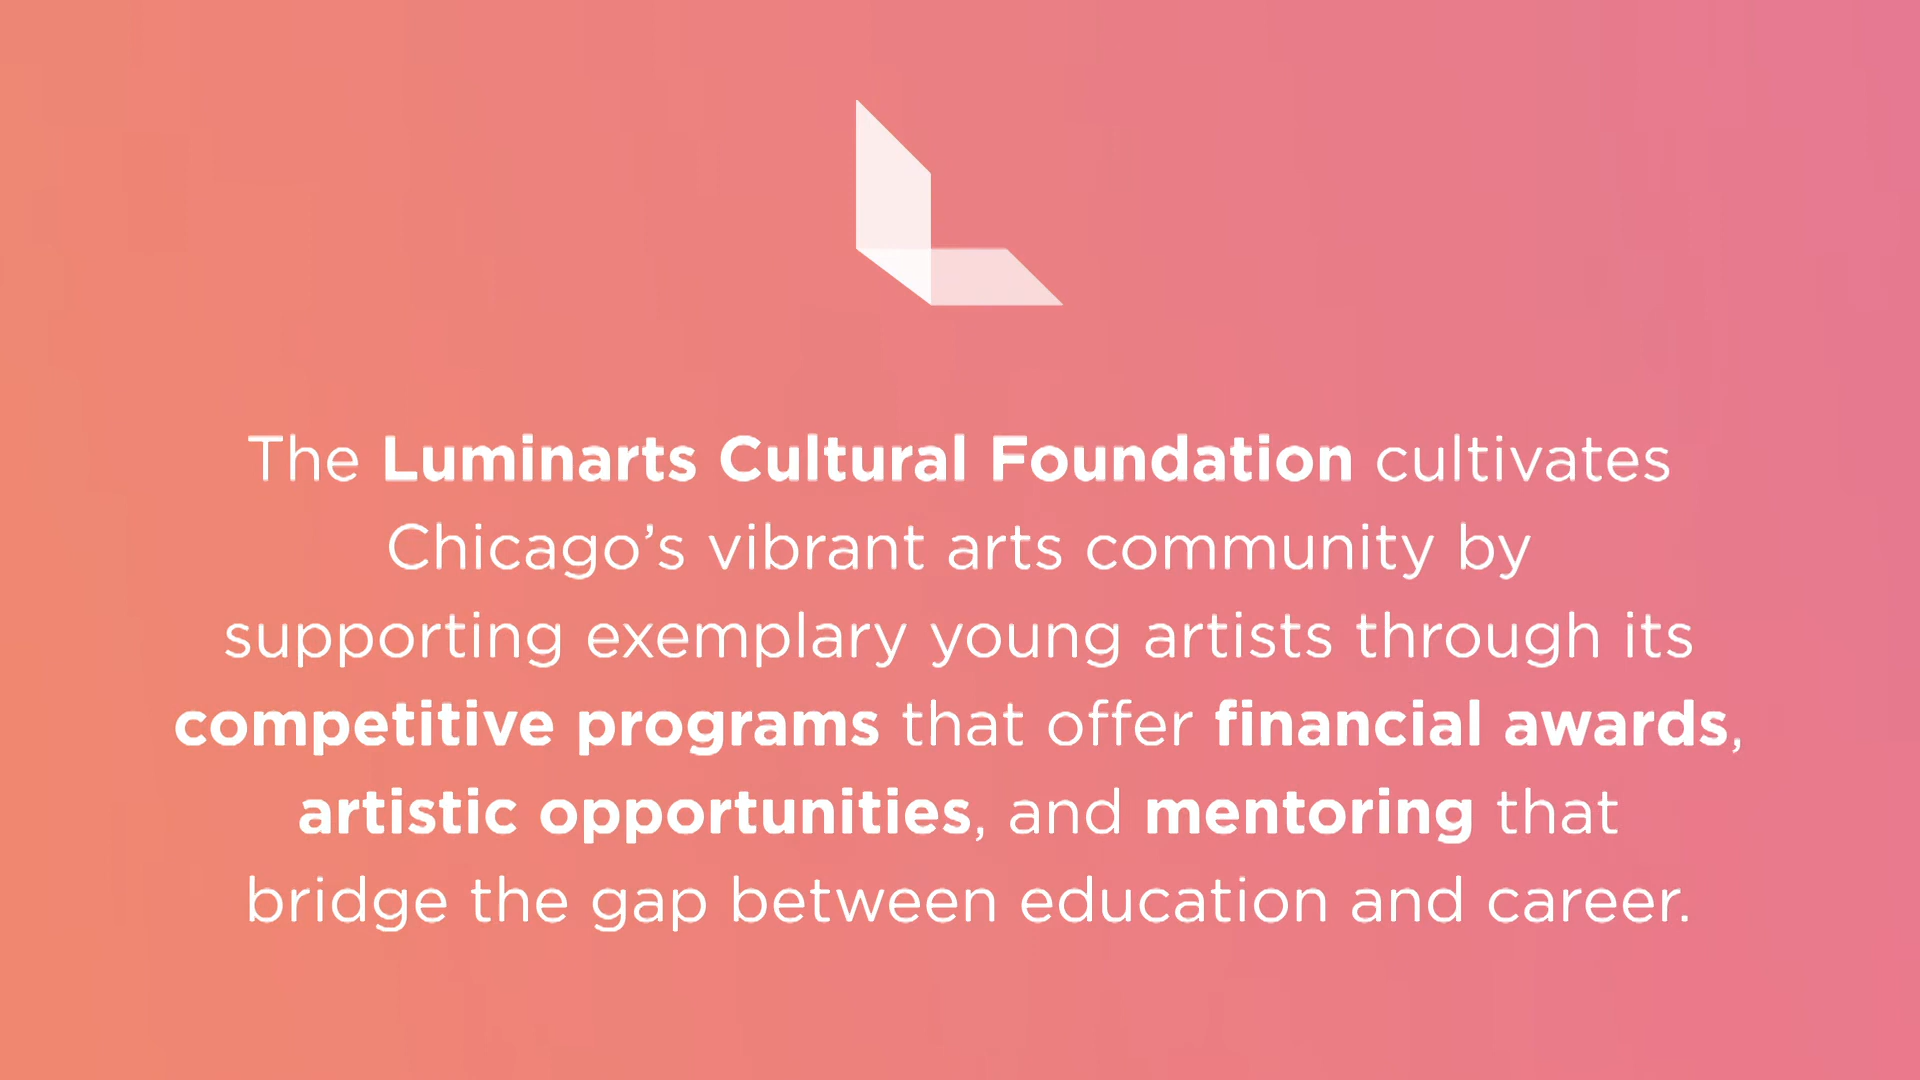 The Luminarts Cultural Foundation cultivates
Chicago’s vibrant arts community by
supporting exemplary young artists through its
competitive programs that offer financial awards,
artistic opportunities, and mentoring that
bridge the gap between education and career.